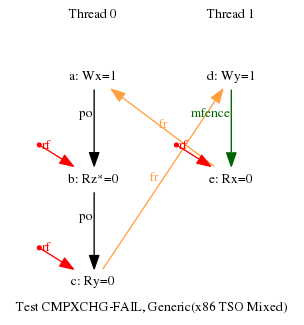 Thread 0 Thread 1
a: Wx=1 d: Wy=1
po fr mfence
rf rf
b: Rz*=0 e: Rx=0
fr
po
rf
c: Ry=0
Test CMPXCHG-FAIL, Generic(x86 TSO Mixed)